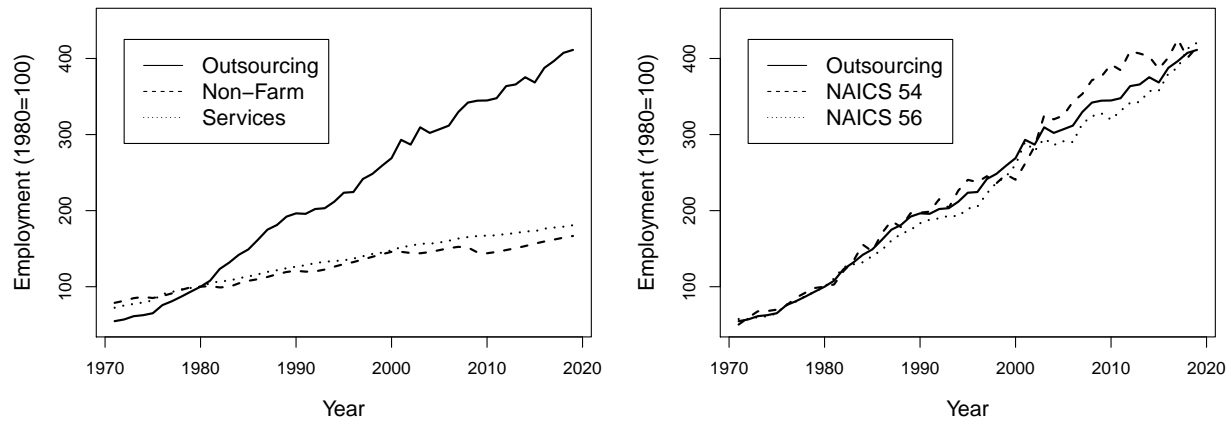 Employment (1980=100)
400
300
200
100
Outsourcing
Non−Farm
Services
1970 1980 1990 2000 2010 2020
Year
Employment (1980=100)
400
300
200
100
Outsourcing
NAICS 54
NAICS 56
1970 1980 1990 2000 2010 2020
Year